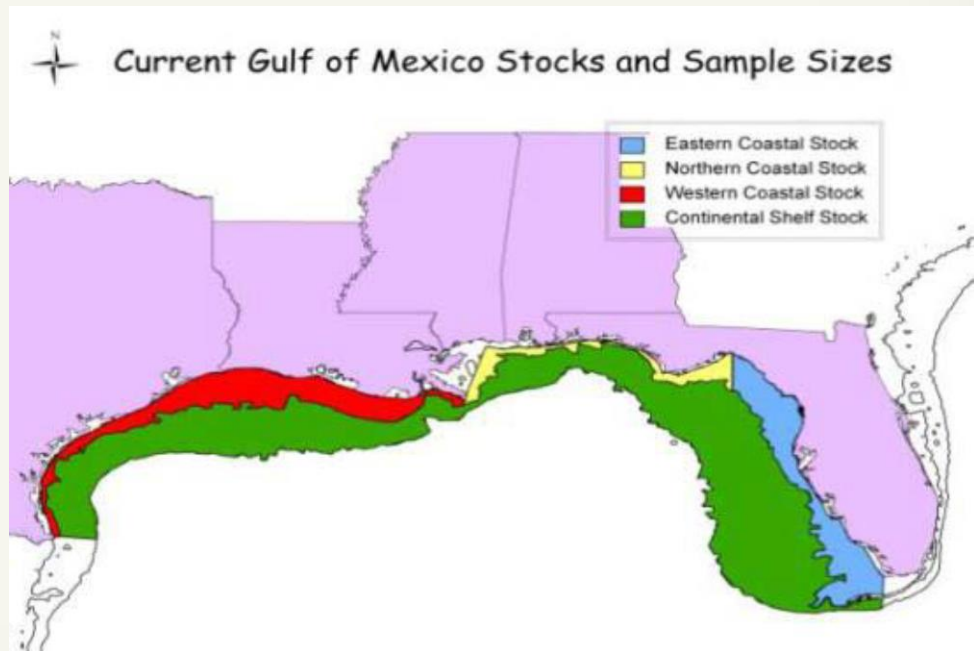 N
Current Gulf of Mexico Stocks and Sample Sizes
Eastern Coastal Stock
Northern Coastal Stock
Western Coastal Stock
Continental Shelf Stock